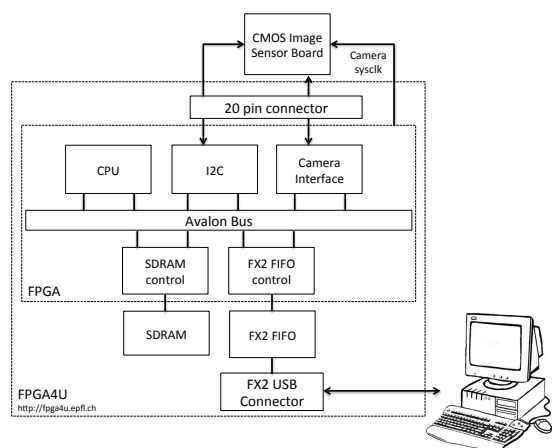 CMOS Image
Sensor Board
Camera
sysclk
20 pin connector
CPU
I2C
Camera
Interface
Avalon Bus
SDRAM
control
FX2 FIFO
control
FPGA
SDRAM
FX2 FIFO
FX2 USB
Connector
FPGA4U
http://fpga4u.epfl.ch